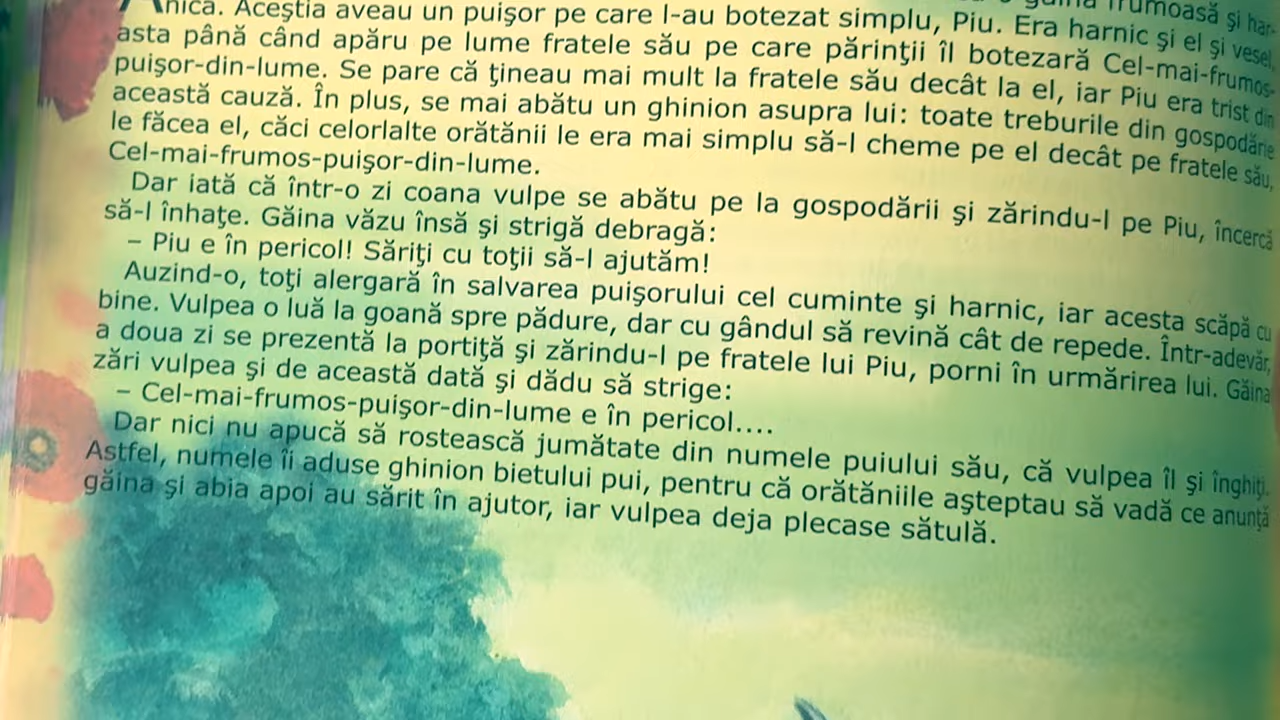 găină frumoasă și har-
Anica. Aceştia aveau un puişor pe care l-au botezat simplu, Piu. Era harnic şi el şi vesel,
asta până când apăru pe lume fratele său pe care părinţii îl botezară Cel-mai-frumos-
puişor-din-lume. Se pare că ţineau mai mult la fratele său decât la el, iar Piu era trist din
această cauză. În plus, se mai abătu un ghinion asupra lui: toate treburile din gospodărie
le făcea el, căci celorlalte orătănii le era mai simplu să-l cheme pe el decât pe fratele său,
Cel-mai-frumos-puişor-din-lume.
Dar iată că într-o zi coana vulpe se abătu pe la gospodării şi zărindu-l pe Piu, încercă
să-l înhaţe. Găina văzu însă şi strigă debragă:
– Piu e în pericol! Săriţi cu toţii să-l ajutăm!
Auzind-o, toţi alergară în salvarea puişorului cel cuminte şi harnic, iar acesta scăpă cu
bine. Vulpea o luă la goană spre pădure, dar cu gândul să revină cât de repede. Într-adevăr,
a doua zi se prezentă la portiţă şi zărindu-l pe fratele lui Piu, porni în urmărirea lui. Găina
zări vulpea şi de această dată şi dădu să strige:
– Cel-mai-frumos-puişor-din-lume e în pericol....
Dar nici nu apucă să rostească jumătate din numele puiului său, că vulpea îl şi înghiţi.
Astfel, numele îi aduse ghinion bietului pui, pentru că orătăniile aşteptau să vadă ce anunţă
găina şi abia apoi au sărit în ajutor, iar vulpea deja plecase sătulă.